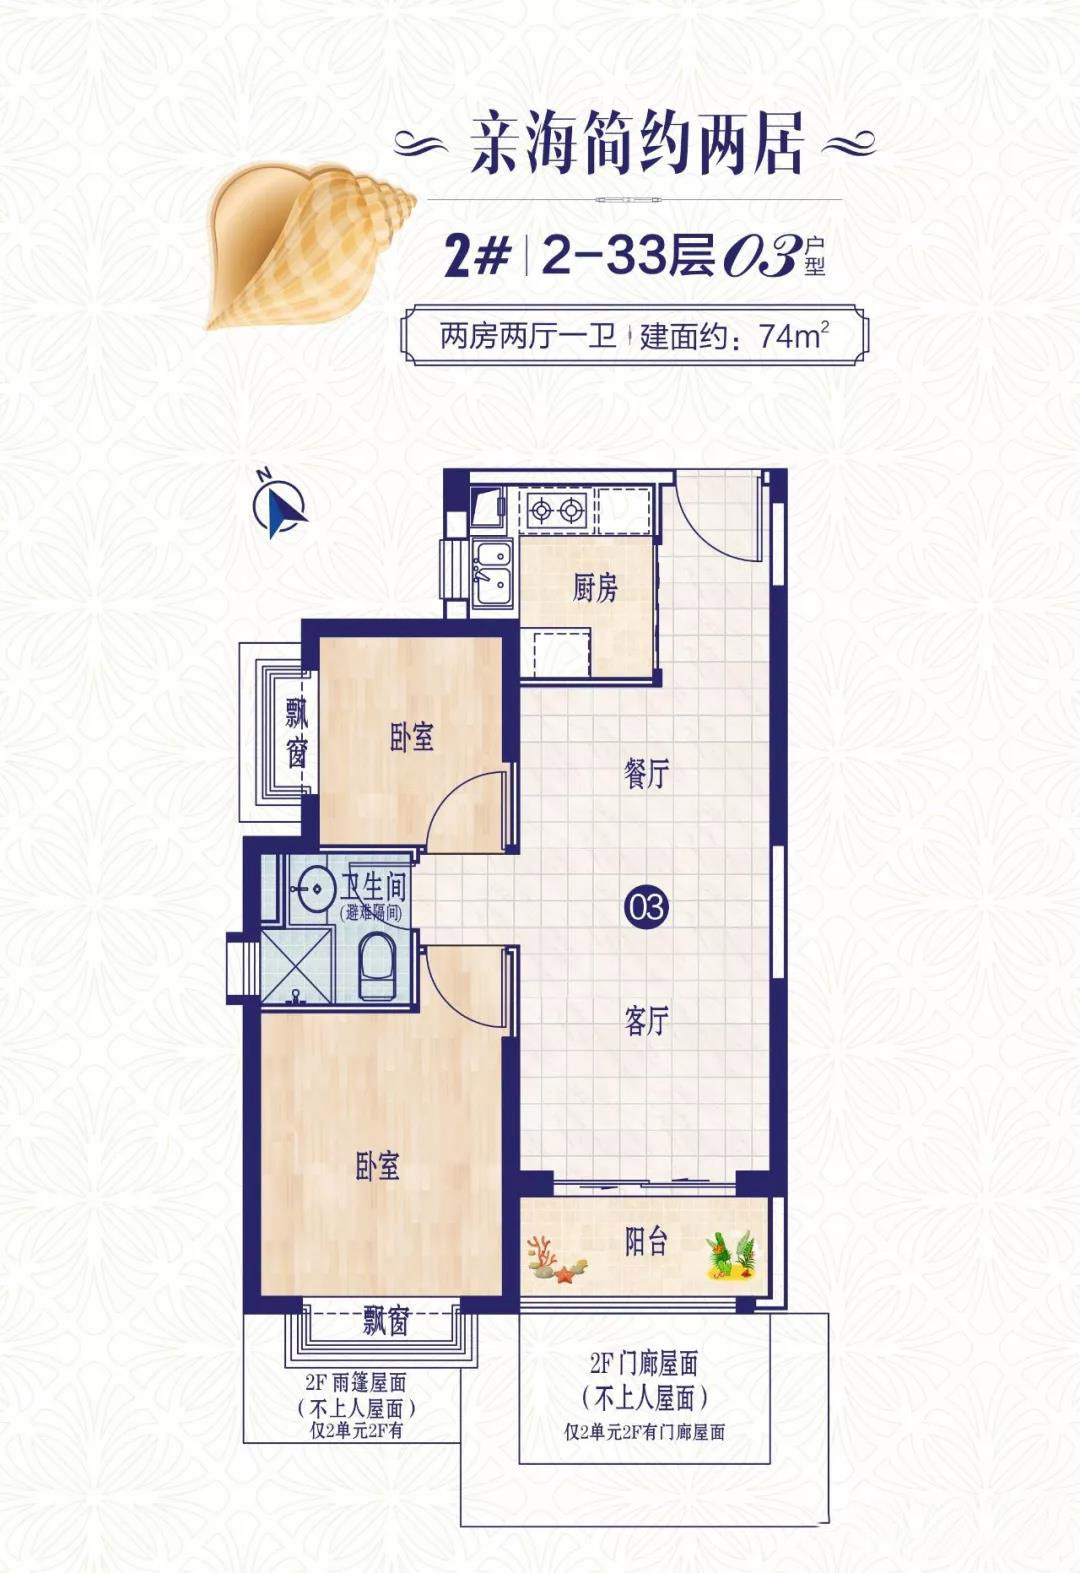 亲海简约两居
2# 2-33层03户型
两房两厅一卫 建面约：74m²
N
厨房
飘窗
卧室
餐厅
卫生间
(避难隔间)
03
客厅
卧室
阳台
飘窗
2F 雨篷屋面
（不上人屋面）
仅2单元2F有
2F 门廊屋面
（不上人屋面）
仅2单元2F有门廊屋面